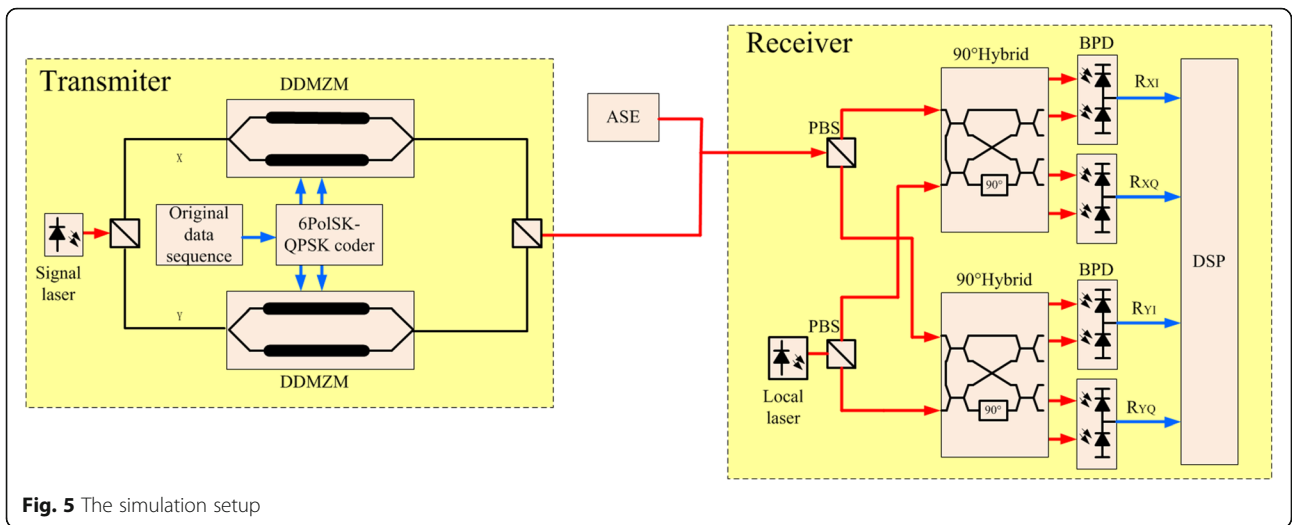 Transmiter
DDMZM
X
Original
data
sequence
6PolSK-
QPSK coder
Signal
laser
Y
DDMZM
ASE
Receiver
PBS
90°Hybrid
90°
BPD
RXI
RXQ
DSP
PBS
Local
laser
90°Hybrid
90°
BPD
RYI
RYQ
Fig. 5 The simulation setup